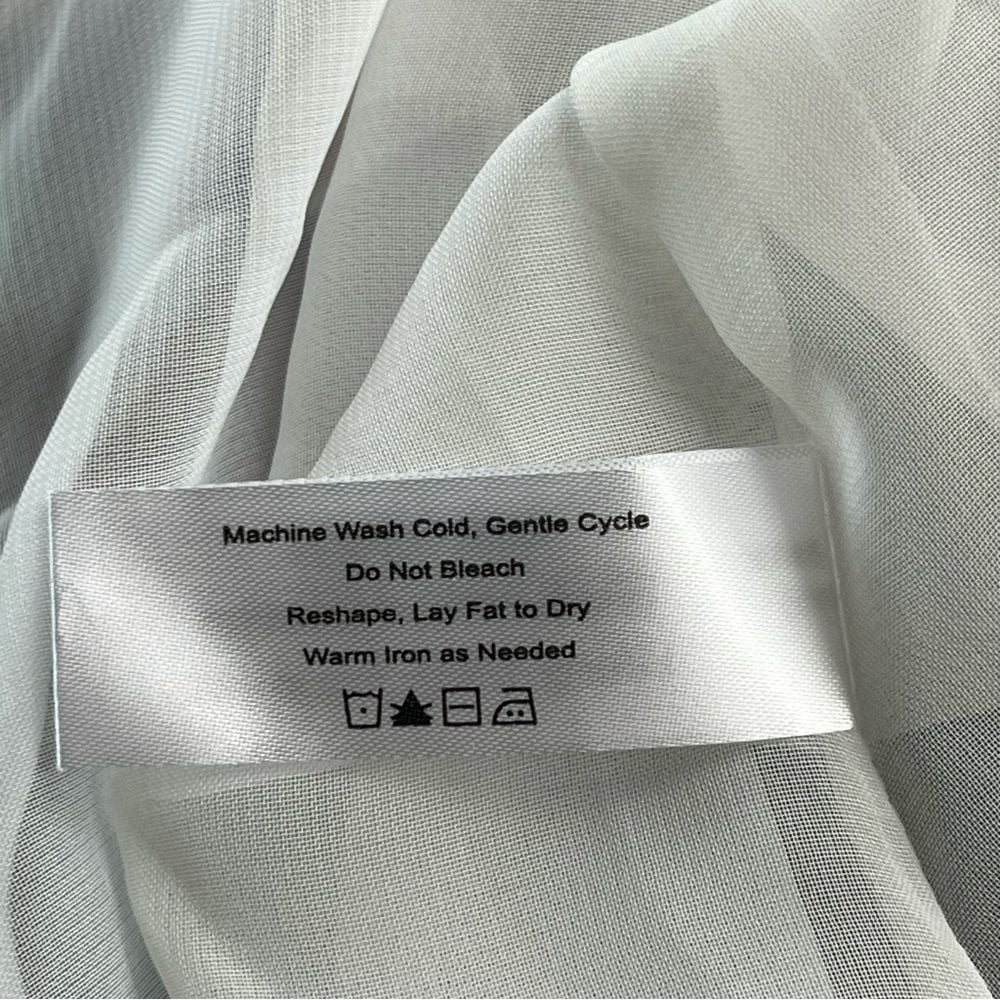 Machine Wash Cold, Gentle Cycle
Do Not Bleach
Reshape, Lay Fat to Dry
Warm Iron as Needed